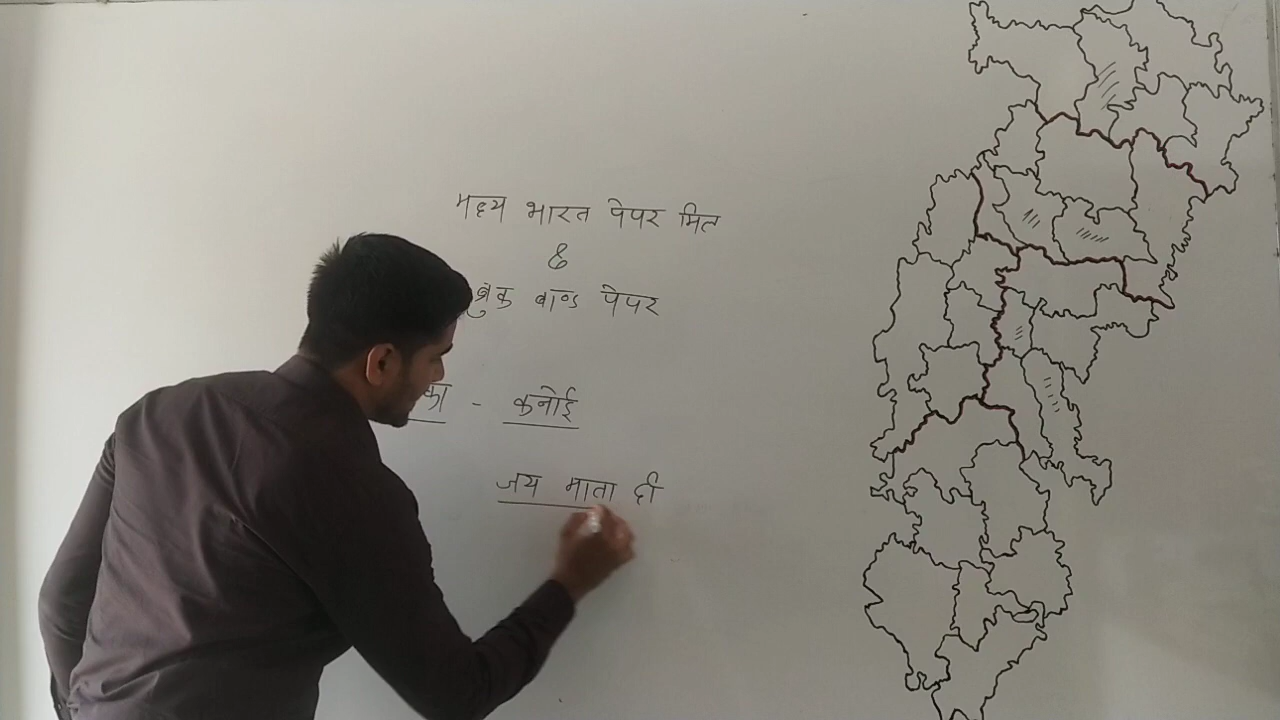 मध्य भारत पेपर मिल
&
ब्रुक बाण्ड पेपर
का - कनोई
जय माता दी